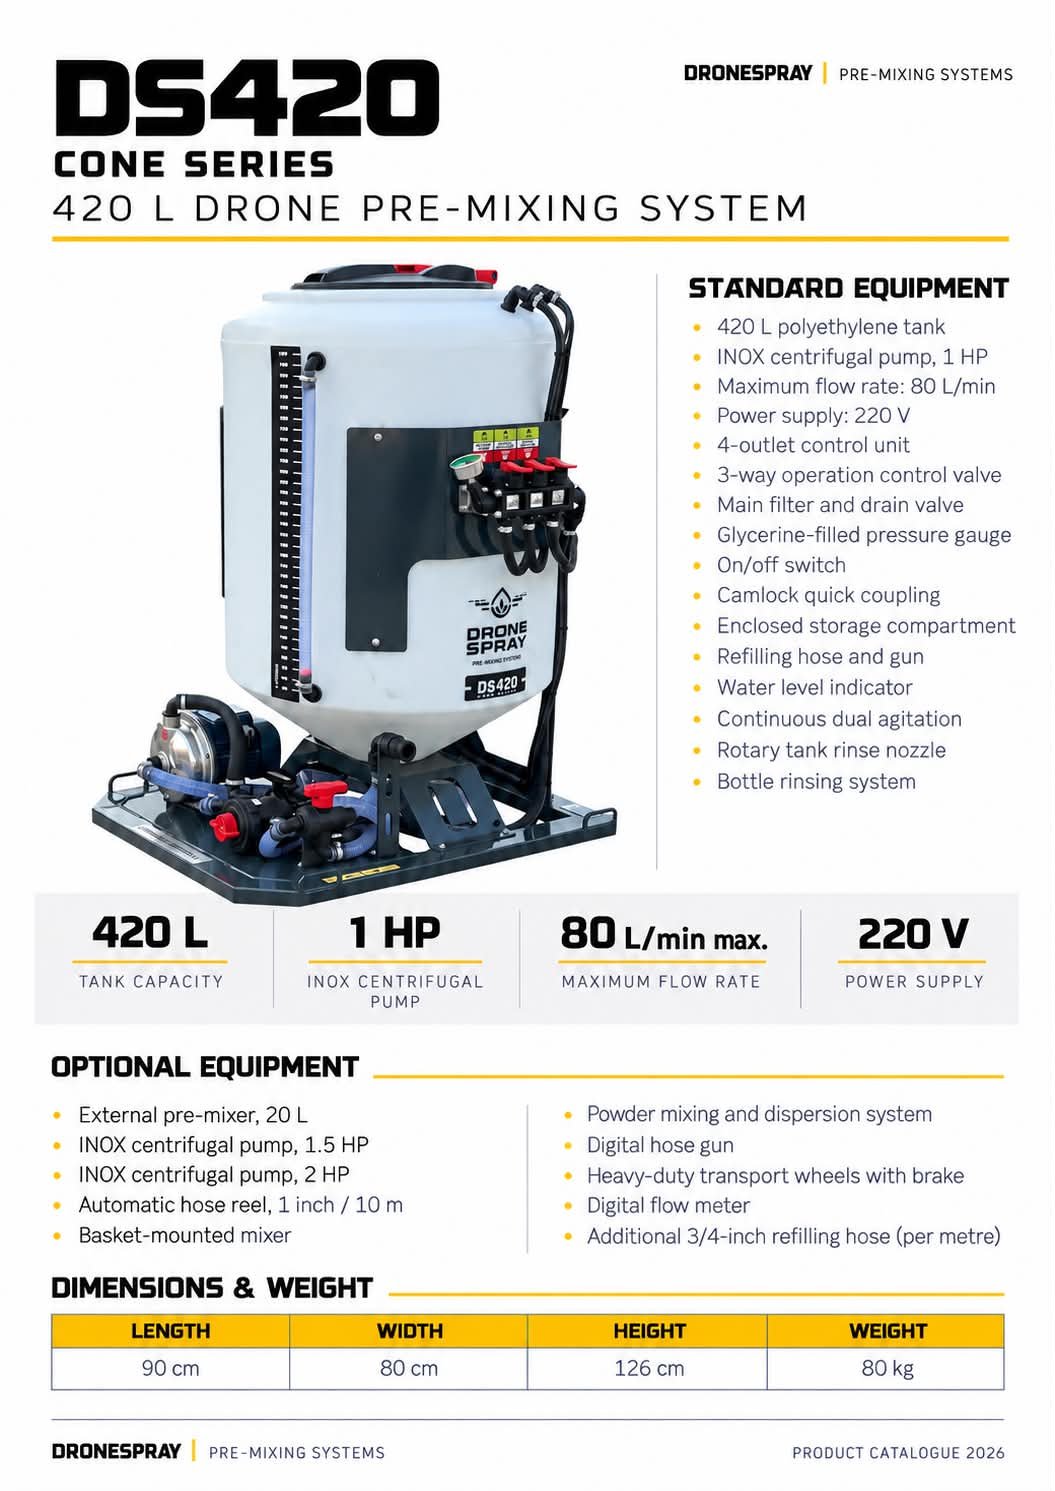 DS420
CONE SERIES
420 L DRONE PRE-MIXING SYSTEM
DRONESPRAY | PRE-MIXING SYSTEMS
DRONE
SPRAY
PRE-MIXING SYSTEMS
DS420
CONE SERIES
STANDARD EQUIPMENT
• 420 L polyethylene tank
• INOX centrifugal pump, 1 HP
• Maximum flow rate: 80 L/min
• Power supply: 220 V
• 4-outlet control unit
• 3-way operation control valve
• Main filter and drain valve
• Glycerine-filled pressure gauge
• On/off switch
• Camlock quick coupling
• Enclosed storage compartment
• Refilling hose and gun
• Water level indicator
• Continuous dual agitation
• Rotary tank rinse nozzle
• Bottle rinsing system
420 L
TANK CAPACITY
1 HP
INOX CENTRIFUGAL
PUMP
80 L/min max.
MAXIMUM FLOW RATE
220 V
POWER SUPPLY
OPTIONAL EQUIPMENT
• External pre-mixer, 20 L
• INOX centrifugal pump, 1.5 HP
• INOX centrifugal pump, 2 HP
• Automatic hose reel, 1 inch / 10 m
• Basket-mounted mixer
• Powder mixing and dispersion system
• Digital hose gun
• Heavy-duty transport wheels with brake
• Digital flow meter
• Additional 3/4-inch refilling hose (per metre)
DIMENSIONS & WEIGHT
LENGTH WIDTH HEIGHT WEIGHT
90 cm 80 cm 126 cm 80 kg
DRONESPRAY | PRE-MIXING SYSTEMS
PRODUCT CATALOGUE 2026